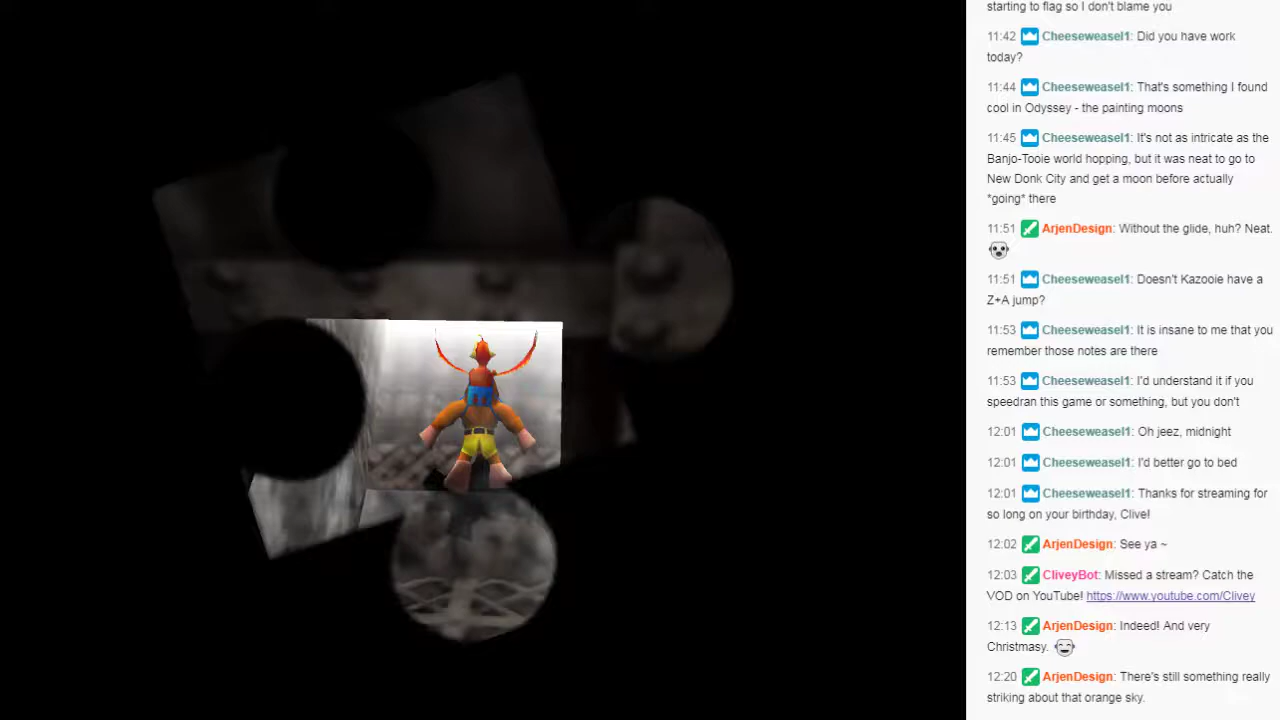 starting to flag so I don't blame you
11:42 Cheeseweasel1: Did you have work
today?
11:44 Cheeseweasel1: That's something I found
cool in Odyssey - the painting moons
11:45 Cheeseweasel1: It's not as intricate as the
Banjo-Tooie world hopping, but it was neat to go to
New Donk City and get a moon before actually
*going* there
11:51 ArjenDesign: Without the glide, huh? Neat.
11:51 Cheeseweasel1: Doesn't Kazooie have a
Z+A jump?
11:53 Cheeseweasel1: It is insane to me that you
remember those notes are there
11:53 Cheeseweasel1: I'd understand it if you
speedran this game or something, but you don't
12:01 Cheeseweasel1: Oh jeez, midnight
12:01 Cheeseweasel1: I'd better go to bed
12:01 Cheeseweasel1: Thanks for streaming for
so long on your birthday, Clive!
12:02 ArjenDesign: See ya ~
12:03 CliveyBot: Missed a stream? Catch the
VOD on YouTube! https://www.youtube.com/Clivey
12:13 ArjenDesign: Indeed! And very
Christmasy.
12:20 ArjenDesign: There's still something really
striking about that orange sky.